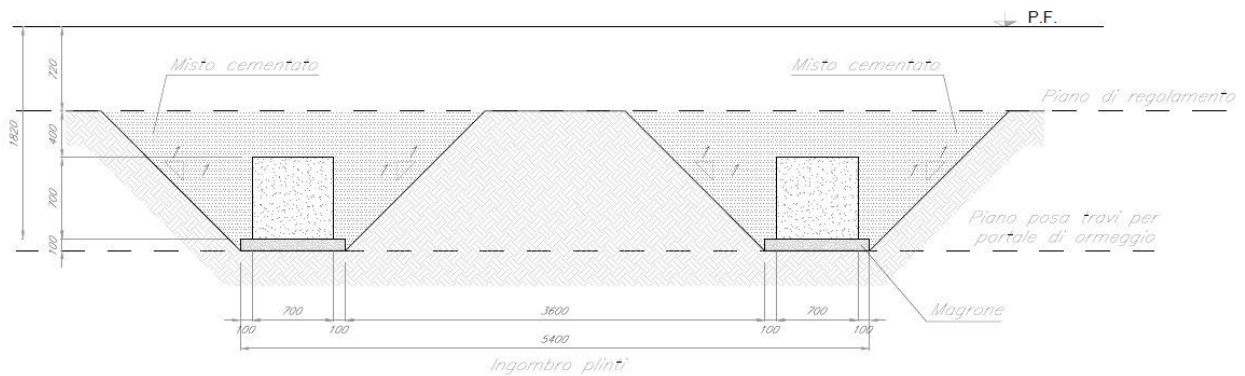 P.F.
Misto cementato
Misto cementato
Piano di regolamento
720
1820
400
700
100
1
1
1
1
1
1
1
1
Piano posa travi per
portale di ormeggio
Magrone
100
700
100
3600
100
700
100
5400
Ingombro plinti